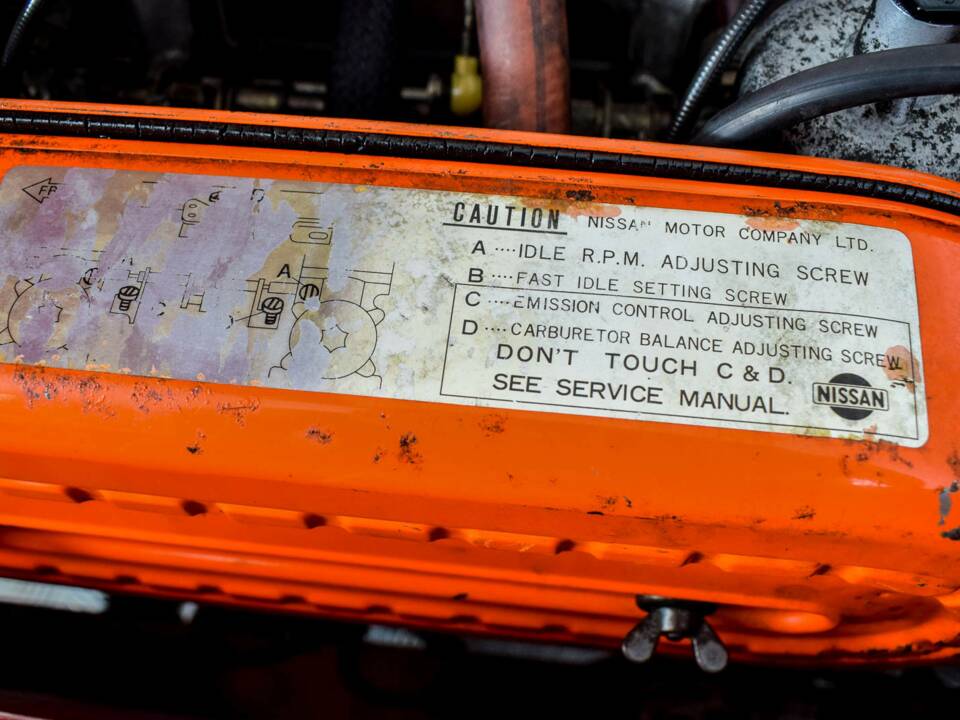 FR
A
CAUTION NISSAN MOTOR COMPANY LTD.
A ····IDLE R.P.M. ADJUSTING SCREW
B ····FAST IDLE SETTING SCREW
C ····EMISSION CONTROL ADJUSTING SCREW
D ····CARBURETOR BALANCE ADJUSTING SCREW
DON'T TOUCH C & D.
SEE SERVICE MANUAL.
NISSAN